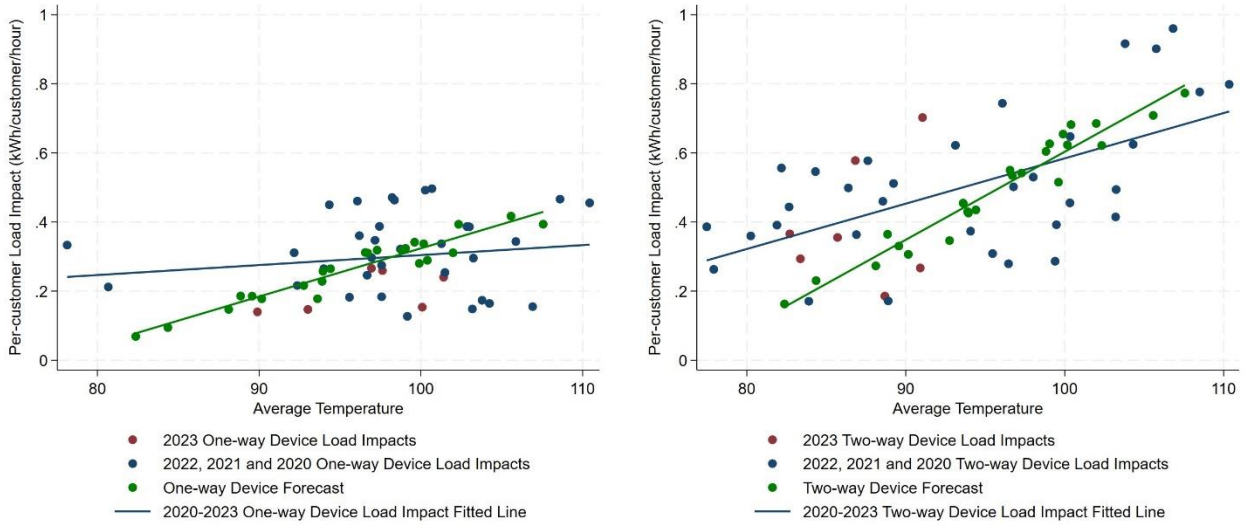 Per-customer Load Impact (kWh/customer/hour)
1
.8
.6
.4
.2
0
80
90
100
110
Average Temperature
2023 One-way Device Load Impacts
2022, 2021 and 2020 One-way Device Load Impacts
One-way Device Forecast
2020-2023 One-way Device Load Impact Fitted Line
Per-customer Load Impact (kWh/customer/hour)
1
.8
.6
.4
.2
0
80
90
100
110
Average Temperature
2023 Two-way Device Load Impacts
2022, 2021 and 2020 Two-way Device Load Impacts
Two-way Device Forecast
2020-2023 Two-way Device Load Impact Fitted Line